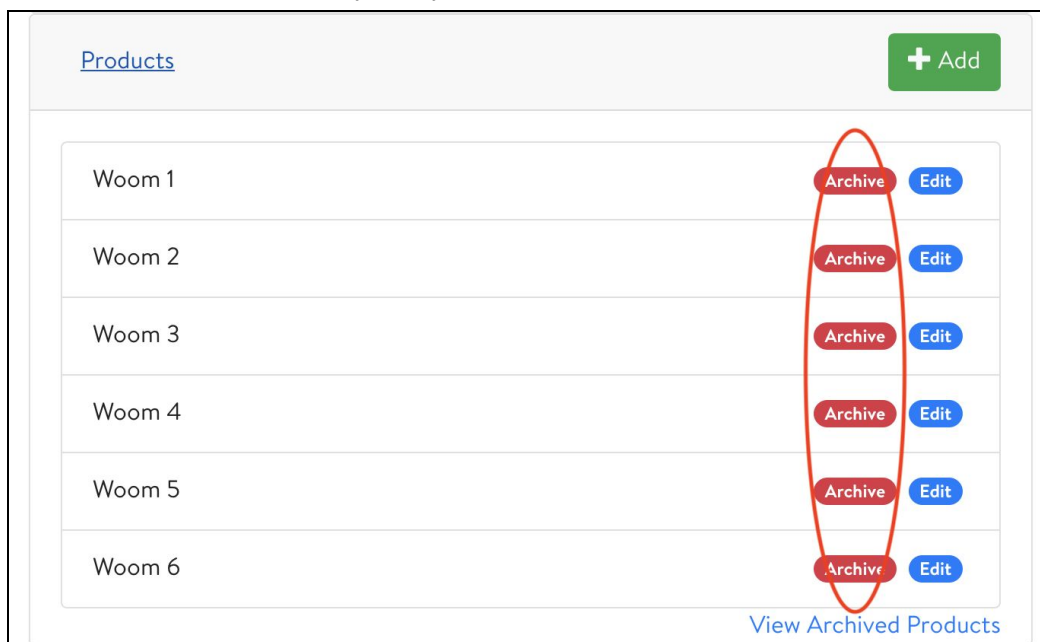 Products + Add
Woom 1 Archive Edit
Woom 2 Archive Edit
Woom 3 Archive Edit
Woom 4 Archive Edit
Woom 5 Archive Edit
Woom 6 Archive Edit
View Archived Products